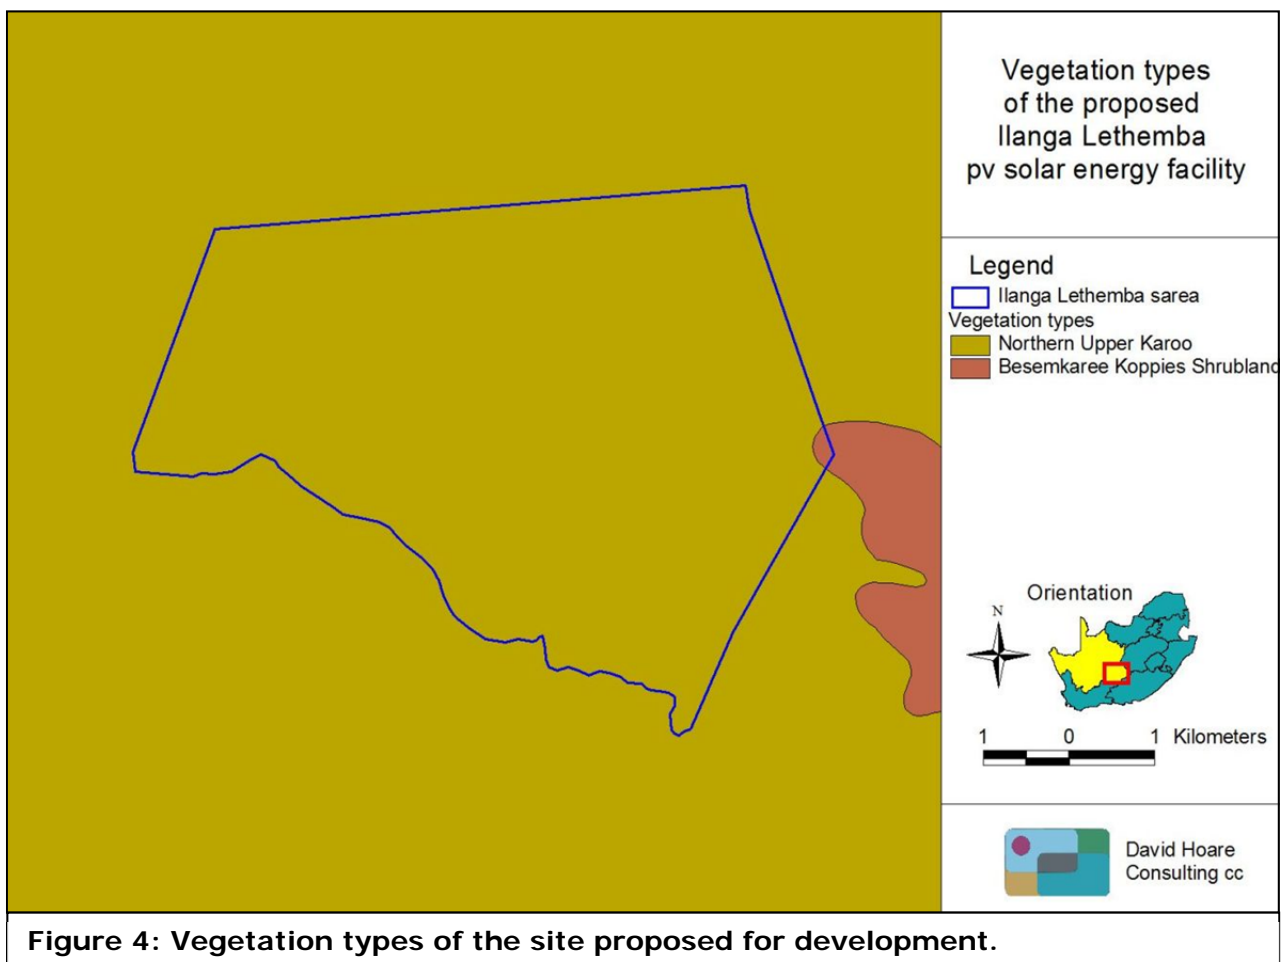 Vegetation types
of the proposed
Ilanga Lethemba
pv solar energy facility
Legend
Ilanga Lethemba sarea
Vegetation types
Northern Upper Karoo
Besemkaree Koppies Shrubland
Orientation
N
1 0 1 Kilometers
David Hoare
Consulting cc
Figure 4: Vegetation types of the site proposed for development.